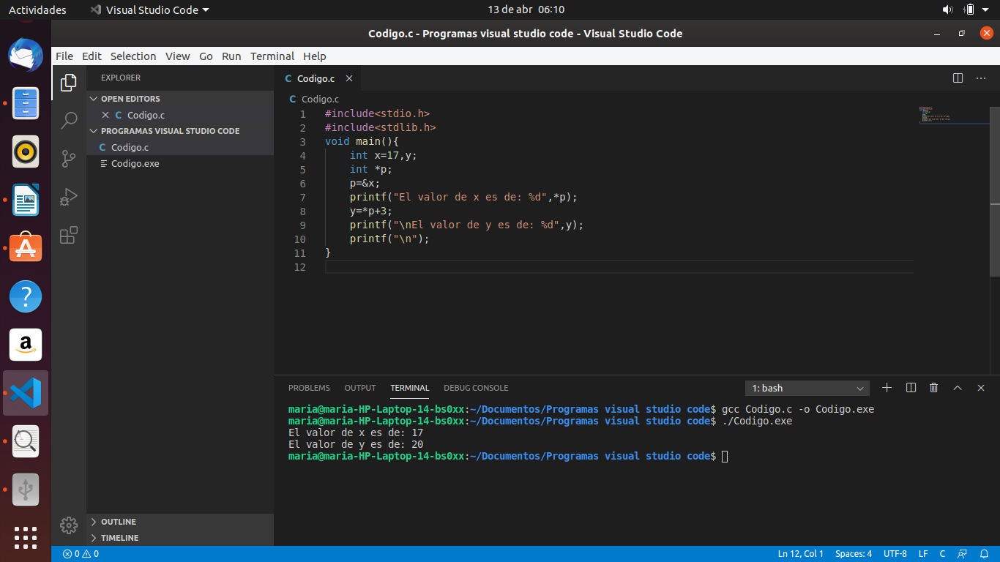 Actividades Visual Studio Code 13 de abr 06:10
Codigo.c - Programas visual studio code - Visual Studio Code
File Edit Selection View Go Run Terminal Help
EXPLORER
OPEN EDITORS
Codigo.c
PROGRAMAS VISUAL STUDIO CODE
C Codigo.c
Codigo.exe
OUTLINE
TIMELINE
C Codigo.c
C Codigo.c
1 #include<stdio.h>
2 #include<stdlib.h>
3 void main(){
4 int x=17,y;
5 int *p;
6 p=&x;
7 printf("El valor de x es de: %d",*p);
8 y=*p+3;
9 printf("\nEl valor de y es de: %d",y);
10 printf("\n");
11 }
12
PROBLEMS OUTPUT TERMINAL DEBUG CONSOLE 1: bash
maria@maria-HP-Laptop-14-bs0xx:~/Documentos/Programas visual studio code$ gcc Codigo.c -o Codigo.exe
maria@maria-HP-Laptop-14-bs0xx:~/Documentos/Programas visual studio code$ ./Codigo.exe
El valor de x es de: 17
El valor de y es de: 20
maria@maria-HP-Laptop-14-bs0xx:~/Documentos/Programas visual studio code$
0 0 Ln 12, Col 1 Spaces: 4 UTF-8 LF C